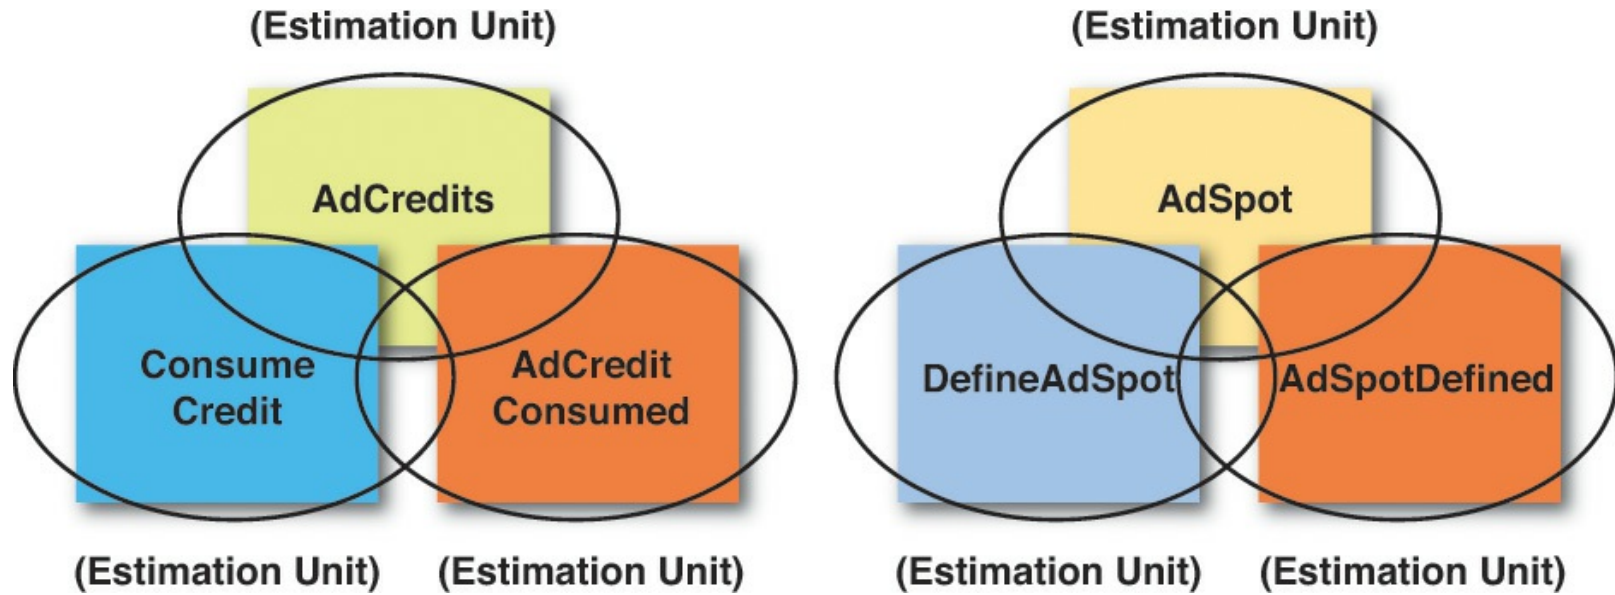 (Estimation Unit)
(Estimation Unit)
AdCredits
AdSpot
Consume
Credit
AdCredit
Consumed
DefineAdSpot
AdSpotDefined
(Estimation Unit)
(Estimation Unit)
(Estimation Unit)
(Estimation Unit)